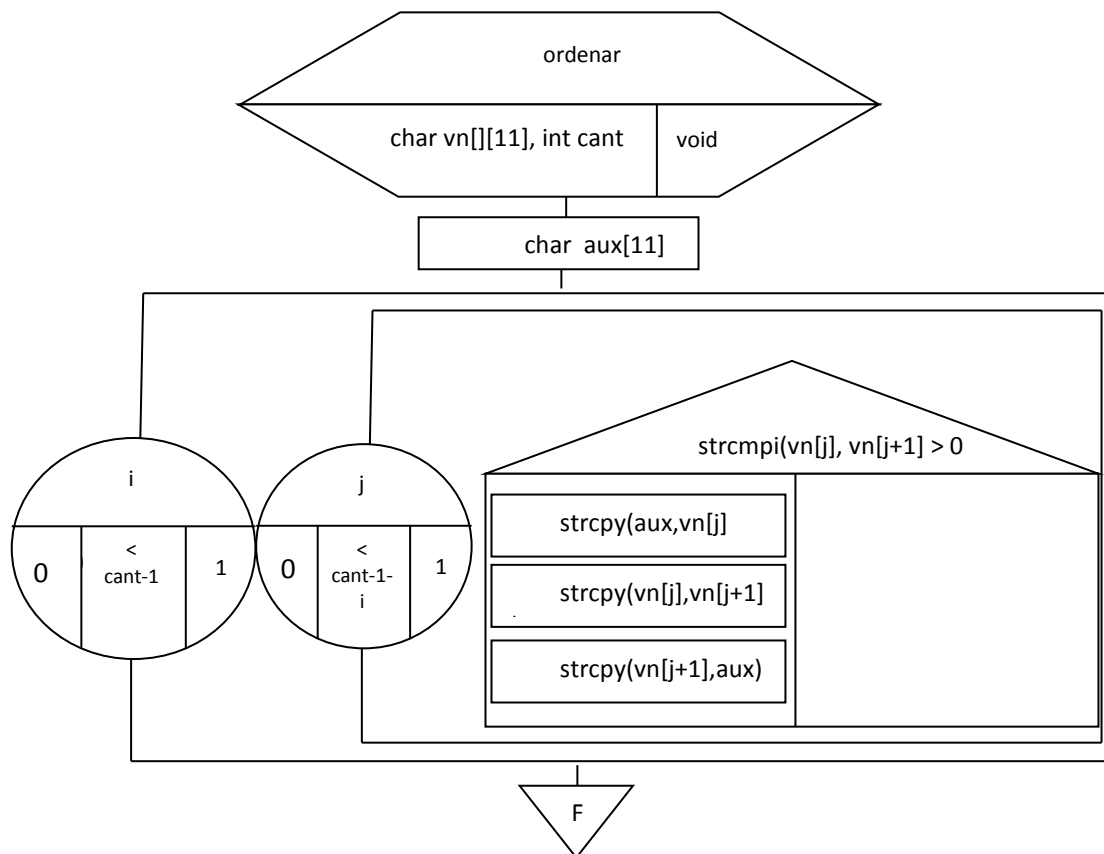 ordenar
char vn[][11], int cant
void
char aux[11]
i
0
<
cant-1
1
j
0
<
cant-1-
i
1
strcmpi(vn[j], vn[j+1] > 0
strcpy(aux,vn[j]
strcpy(vn[j],vn[j+1]
.
strcpy(vn[j+1],aux)
F